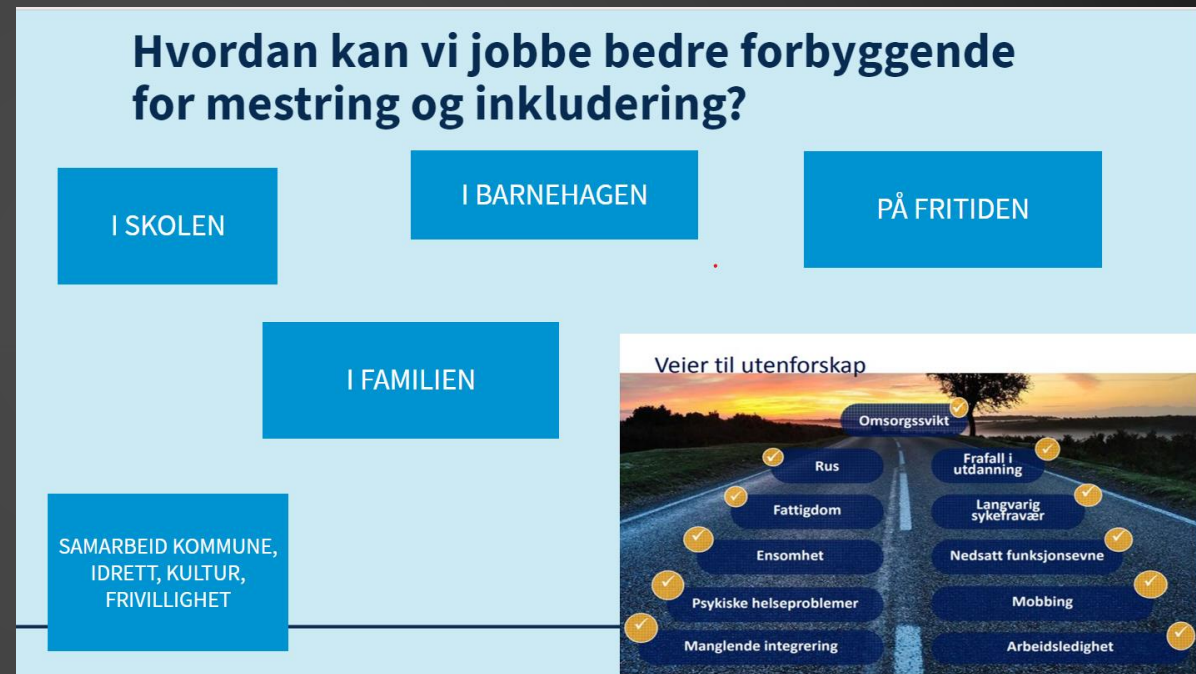 Hvordan kan vi jobbe bedre forbyggende
for mestring og inkludering?
I SKOLEN
I BARNEHAGEN
PÅ FRITIDEN
I FAMILIEN
SAMARBEID KOMMUNE,
IDRETT, KULTUR,
FRIVILLIGHET
Veier til utenforskap
Omsorgssvikt
Rus
Frafall i
utdanning
Fattigdom
Langvarig
sykefravær
Ensomhet
Nedsatt funksjonsevne
Psykiske helseproblemer
Mobbing
Manglende integrering
Arbeidsledighet